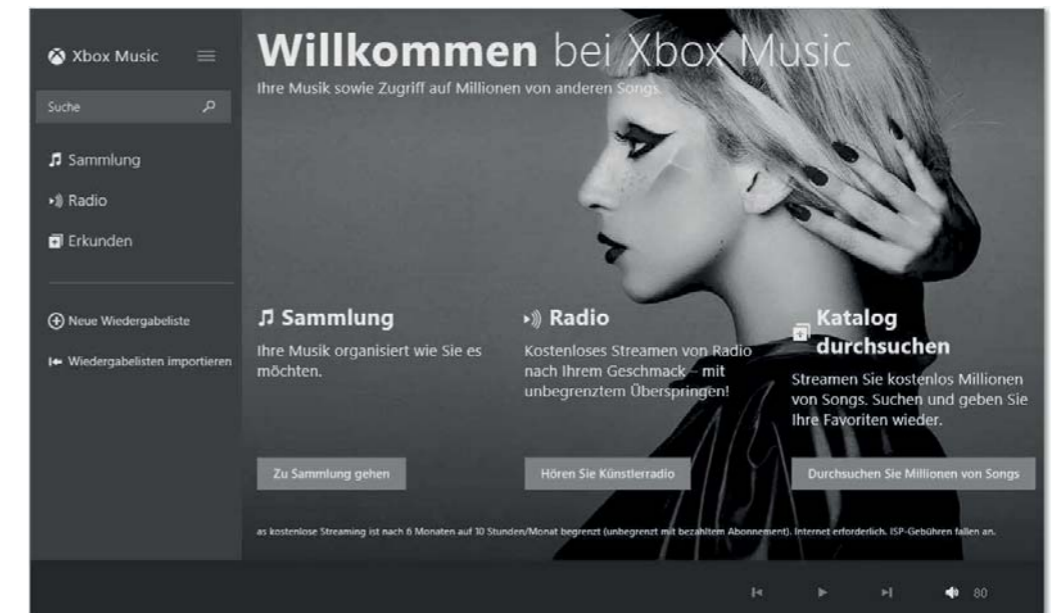 Xbox Music
Suche
Sammlung
Radio
Erkunden
Neue Wiedergabeliste
Wiedergabelisten importieren
Willkommen bei Xbox Music
Ihre Musik sowie Zugriff auf Millionen von anderen Songs.
Sammlung
Ihre Musik organisiert wie Sie es
möchten.
Zu Sammlung gehen
Radio
Kostenloses Streamen von Radio
nach Ihrem Geschmack – mit
unbegrenztem Überspringen!
Hören Sie Künstlerradio
Katalog
durchsuchen
Streamen Sie kostenlos Millionen
von Songs. Suchen und geben Sie
Ihre Favoriten wieder.
Durchsuchen Sie Millionen von Songs
as kostenlose Streaming ist nach 6 Monaten auf 10 Stunden/Monat begrenzt (unbegrenzt mit bezahltem Abonnement). Internet erforderlich. ISP-Gebühren fallen an.
80